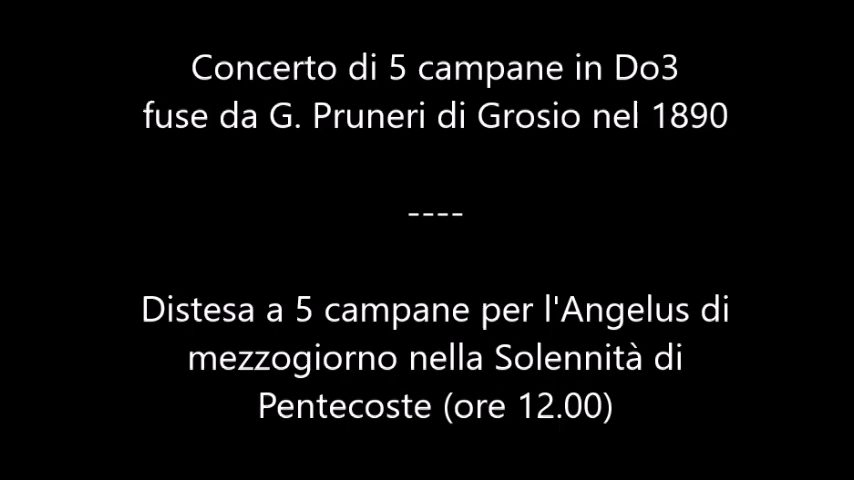 Concerto di 5 campane in Do3
fuse da G. Pruneri di Grosio nel 1890
----
Distesa a 5 campane per l'Angelus di
mezzogiorno nella Solennità di
Pentecoste (ore 12.00)